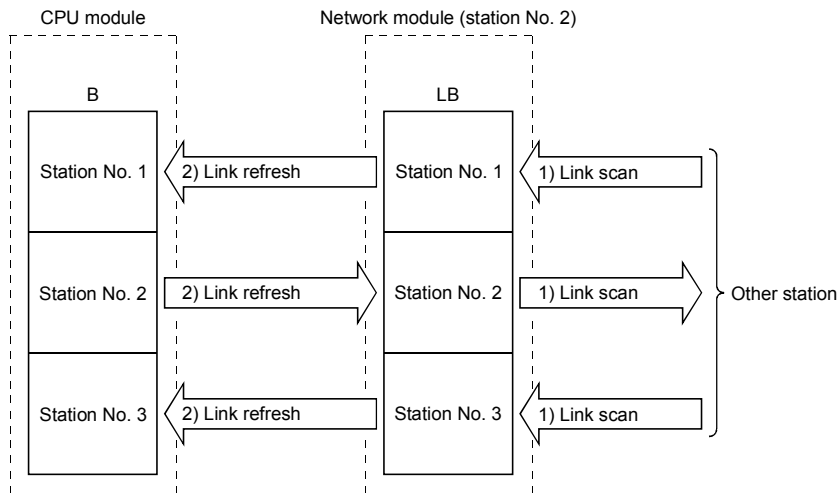 CPU module
Network module (station No. 2)
B
LB
Station No. 1
2) Link refresh
Station No. 1
1) Link scan
Station No. 2
2) Link refresh
Station No. 2
1) Link scan
Other station
Station No. 3
2) Link refresh
Station No. 3
1) Link scan